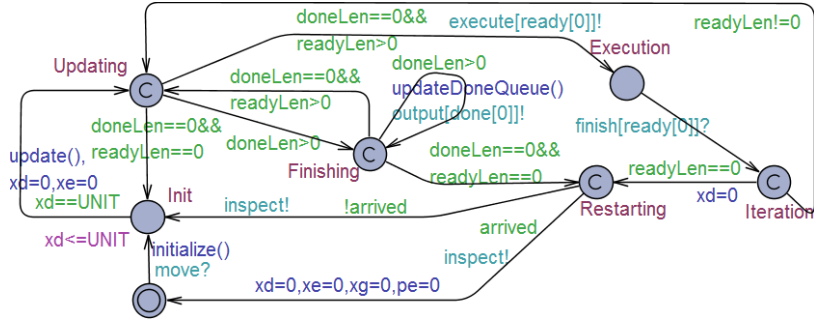 doneLen==0&&
execute[ready[0]]!
readyLen!=0
readyLen>0
Execution
Updating
doneLen>0
doneLen==0&&
updateDoneQueue()
C
readyLen>0
output[done[0]]!
doneLen==0&&
finish[ready[0]]?
doneLen>0
readyLen==0
doneLen==0&&
C
update(),
Finishing
readyLen==0
readyLen==0
C
C
xd=0,xe=0
xd=0
Init
xd==UNIT
inspect!
!arrived
Restarting
Iteration
arrived
xd<=UNIT
initialize()
inspect!
move?
xd=0,xe=0,xg=0,pe=0